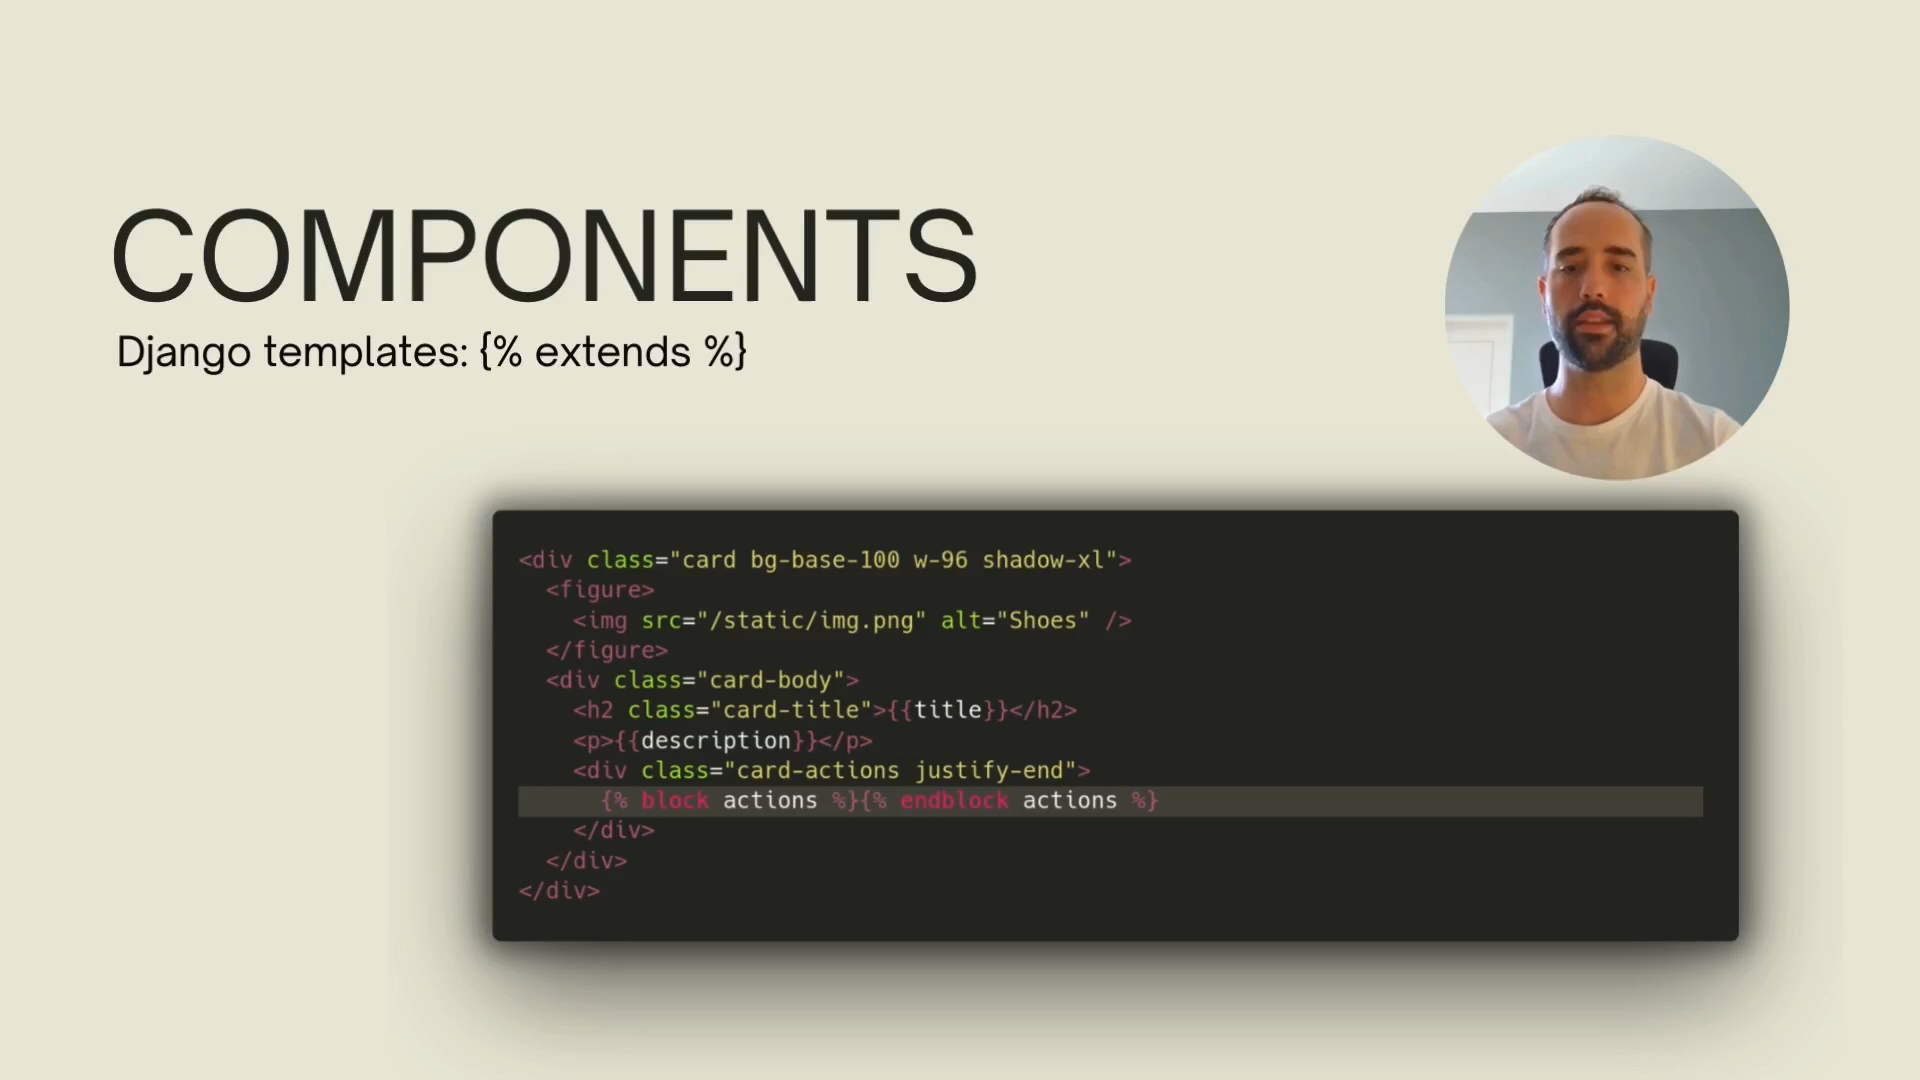 COMPONENTS
Django templates: {% extends %}
<div class="card bg-base-100 w-96 shadow-xl">
  <figure>
    <img src="/static/img.png" alt="Shoes" />
  </figure>
  <div class="card-body">
    <h2 class="card-title">{{title}}</h2>
    <p>{{description}}</p>
    <div class="card-actions justify-end">
      {% block actions %}{% endblock actions %}
    </div>
  </div>
</div>